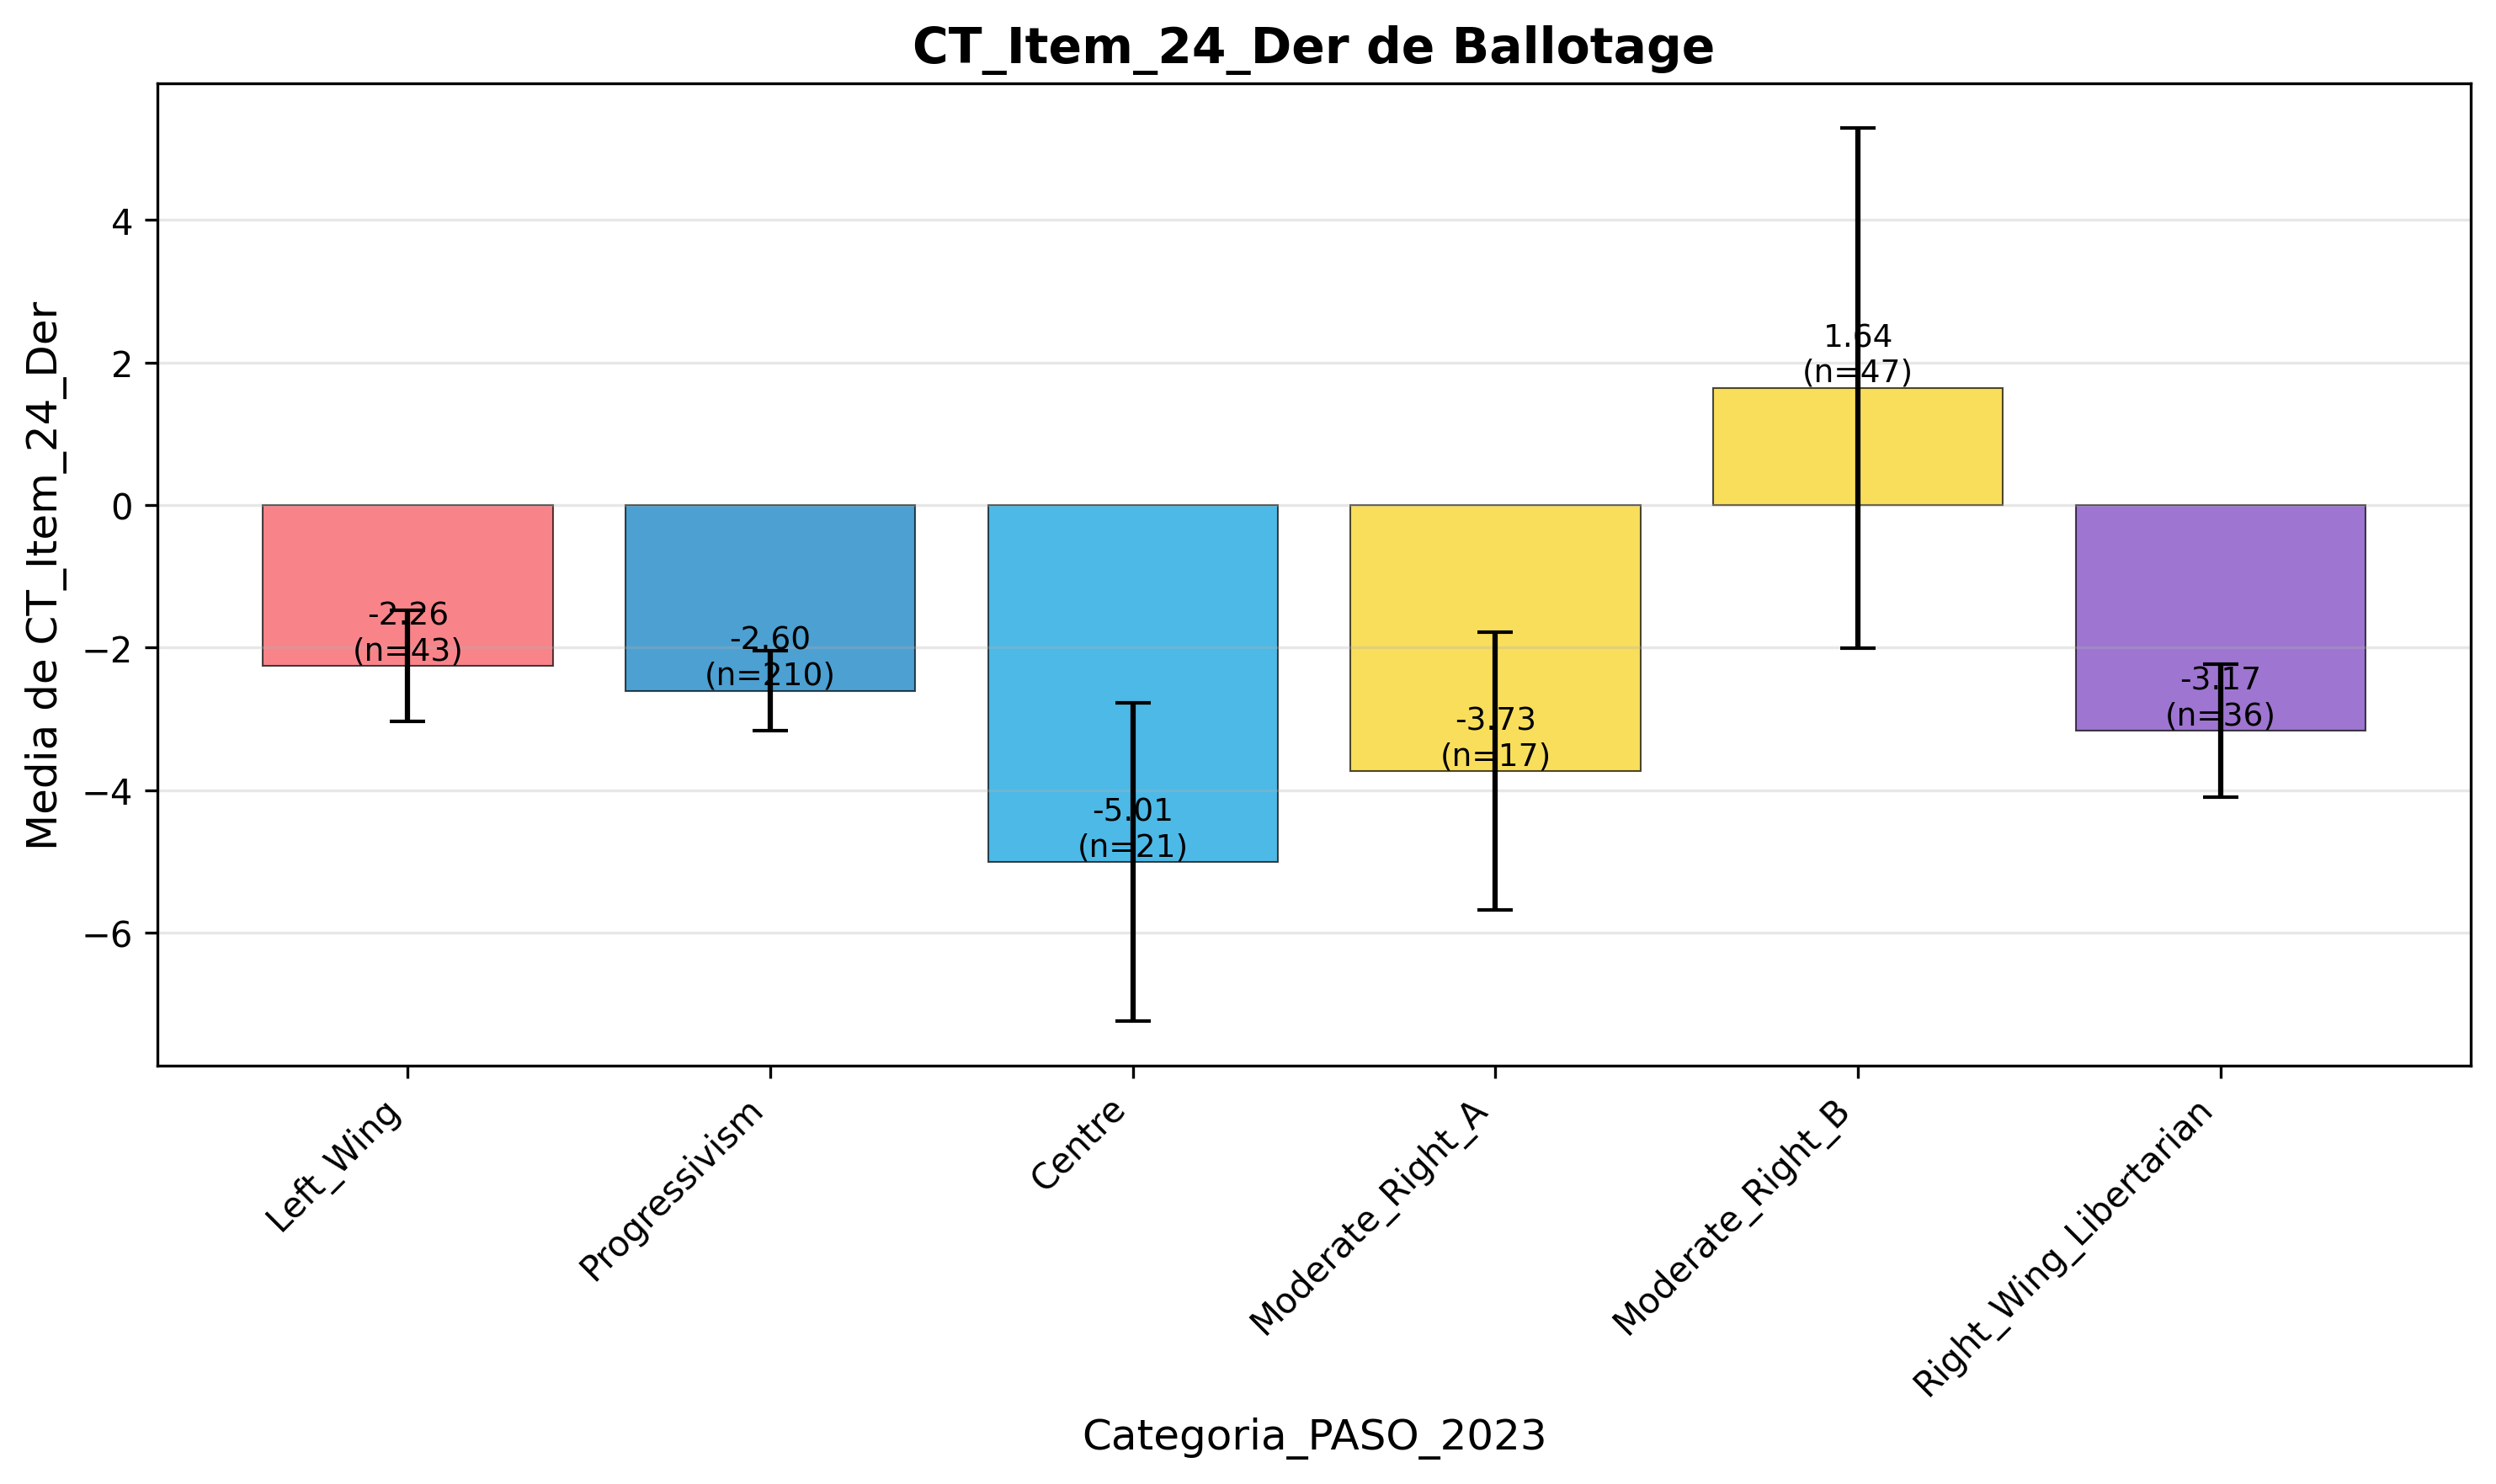 CT_Item_24_Der de Ballotage
Media de CT_Item_24_Der
4
2
0
−2
−4
−6
-2.26
(n=43)
-2.60
(n=210)
-5.01
(n=21)
-3.73
(n=17)
1.64
(n=47)
-3.17
(n=36)
Left_Wing
Progressivism
Centre
Moderate_Right_A
Moderate_Right_B
Right_Wing_Libertarian
Categoria_PASO_2023